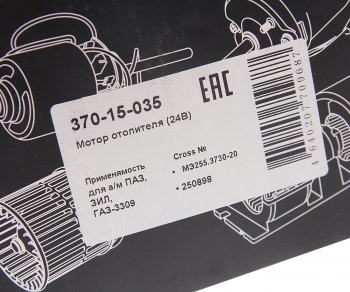 370-15-035
Мотор отопителя (24В)
EAC
Применяемость
для а/м ПАЗ,
ЗИЛ,
ГАЗ-3309
Cross №
• МЭ255.3730-20
• 250898
4640207709687